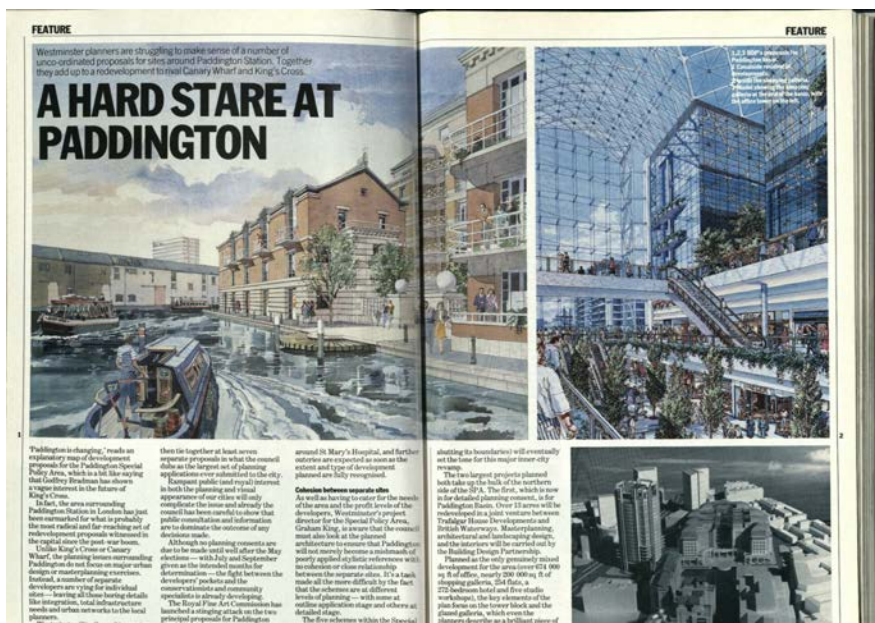 FEATURE
FEATURE
Westminster planners are struggling to make sense of a number of
unco-ordinated proposals for sites around Paddington Station. Together
they add up to a redevelopment to rival Canary Wharf and King's Cross.
A HARD STARE AT
PADDINGTON
1
2
'Paddington is changing,' reads an
explanatory map of development
proposals for the Paddington Special
Policy Area, which is a bit like saying
that Godfrey Bradman has shown
a vague interest in the future of
King's Cross.
In fact, the area surrounding
Paddington Station in London has just
been earmarked for what is probably
the most radical and far reaching set of
redevelopment proposals witnessed in
the capital since the post-war boom.
Unlike King's Cross or Canary
Wharf, the planning issues surrounding
Paddington do not focus on major urban
design or masterplanning exercises.
Instead, a number of separate
developers are vying for individual
sites — leaving all those boring details
like integration, total infrastructure
needs and urban networks to the local
planners.
then tie together at least seven
separate proposals in what the council
dubs as the largest set of planning
applications ever submitted to the city.
Rampant public (and royal) interest
in both the planning and visual
appearance of our cities will only
complicate the issue and already the
council has been careful to show that
public consultation and information
are to dominate the outcome of any
decisions made.
Although no planning consents are
due to be made until well after the May
elections — with July and September
given as the intended months for
determination — the fight between the
developers' pockets and the
conservationists and community
specialists is already developing.
The Royal Fine Art Commission has
launched a stinging attack on the two
principal proposals for Paddington
around St Mary's Hospital, and further
outcries are expected as soon as the
extent and type of development
planned are fully recognised.
Cohesion between separate sites
As well as having to cater for the needs
of the area and the profit levels of the
developers, Westminster's project
director for the Special Policy Area,
Graham King, is aware that the council
must also look at the planned
architecture to ensure that Paddington
will not merely become a mishmash of
poorly applied stylistic references with
no cohesion or close relationship
between the separate sites. It's a task
made all the more difficult by the fact
that the schemes are at different
levels of planning — with some at
outline application stage and others at
detailed stage.
The five schemes within the Special
abutting its boundaries) will eventually
set the tone for this major inner-city
revamp.
The two largest projects planned
both take up the bulk of the northern
side of the SPA. The first, which is now
in for detailed planning consent, is for
Paddington Basin. Over 13 acres will be
redeveloped in a joint venture between
Trafalgar House Developments and
British Waterways. Masterplanning,
architectural and landscaping design,
and the interiors will be carried out by
the Building Design Partnership.
Planned as the only genuinely mixed
development for the area (over 674 000
sq ft of office, nearly 200 000 sq ft of
shopping galleria, 254 flats, a
272-bedroom hotel and five studio
workshops), the key elements of the
plan focus on the tower block and the
glazed galleria, which even the
planners describe as a brilliant piece of